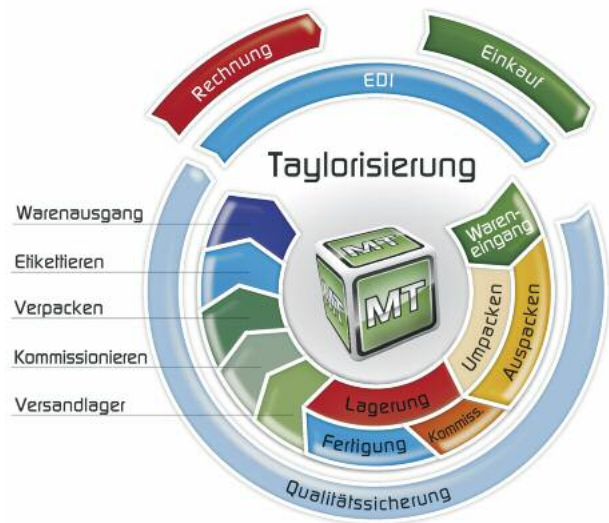 Rechnung
EDI
Einkauf
Taylorisierung
Waren-
eingang
Umpacken
Auspacken
Kommiss.
Lagerung
Fertigung
Warenausgang
Etikettieren
Verpacken
Kommissionieren
Versandlager
MT
MT
MT
Qualitätssicherung